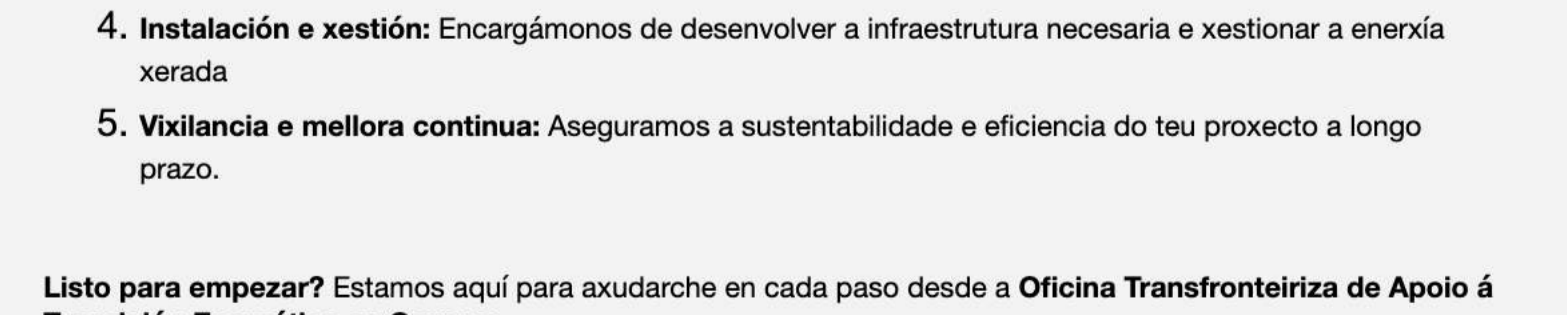 4. Instalación e xestión: Encargámonos de desenvolver a infraestrutura necesaria e xestionar a enerxía
xerada
5. Vixilancia e mellora continua: Aseguramos a sustentabilidade e eficiencia do teu proxecto a longo
prazo.
Listo para empezar? Estamos aquí para axudarche en cada paso desde a Oficina Transfronteiriza de Apoio á